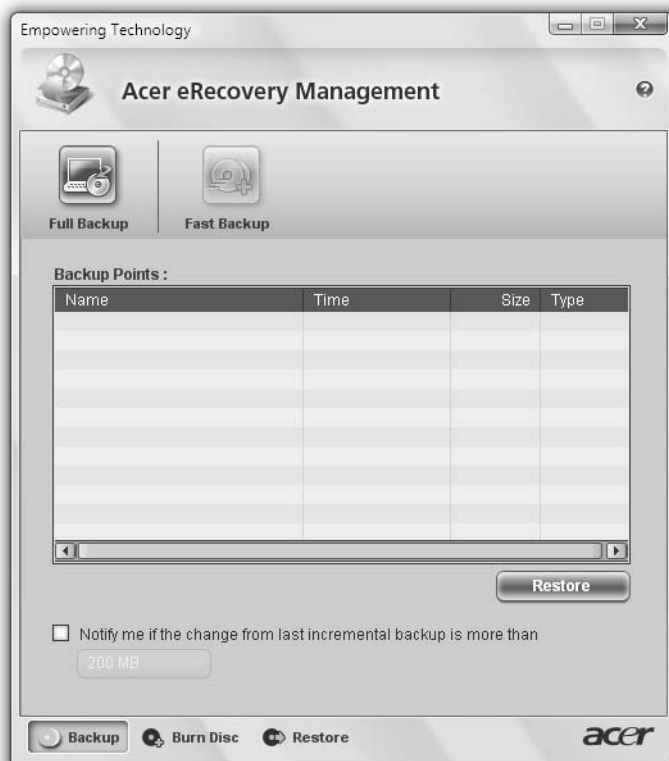 Empowering Technology
Acer eRecovery Management
Full Backup
Fast Backup
Backup Points :
Name Time Size Type
Restore
Notify me if the change from last incremental backup is more than
200 MB
Backup Burn Disc Restore acer